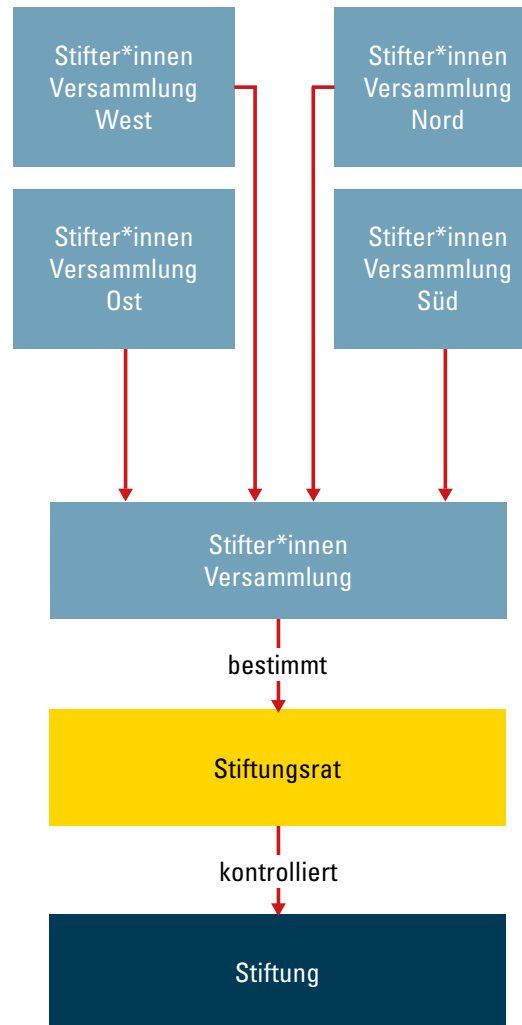 Stifter*innen
Versammlung
West
Stifter*innen
Versammlung
Nord
Stifter*innen
Versammlung
Ost
Stifter*innen
Versammlung
Süd
Stifter*innen
Versammlung
bestimmt
Stiftungsrat
kontrolliert
Stiftung